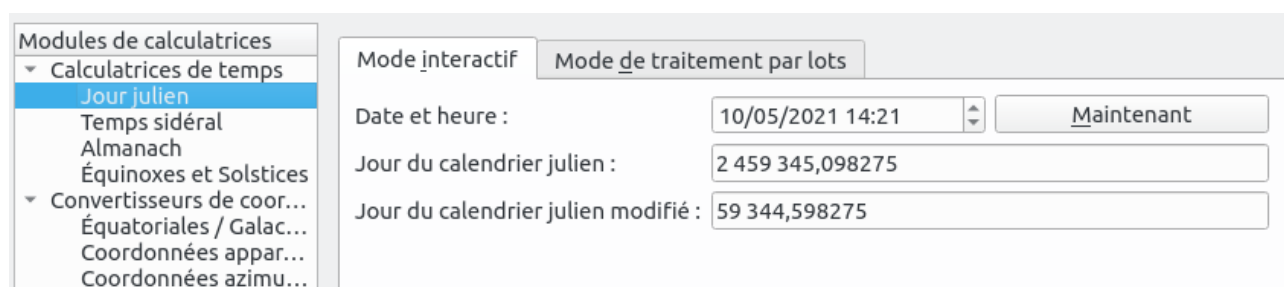 Modules de calculatrices
Calculatrices de temps
Jour julien
Temps sidéral
Almanach
Équinoxes et Solstices
Convertisseurs de coor...
Équatoriales / Galac...
Coordonnées appar...
Coordonnées azimu...
Mode interactif Mode de traitement par lots
Date et heure : 10/05/2021 14:21 Maintenant
Jour du calendrier julien : 2 459 345,098275
Jour du calendrier julien modifié : 59 344,598275